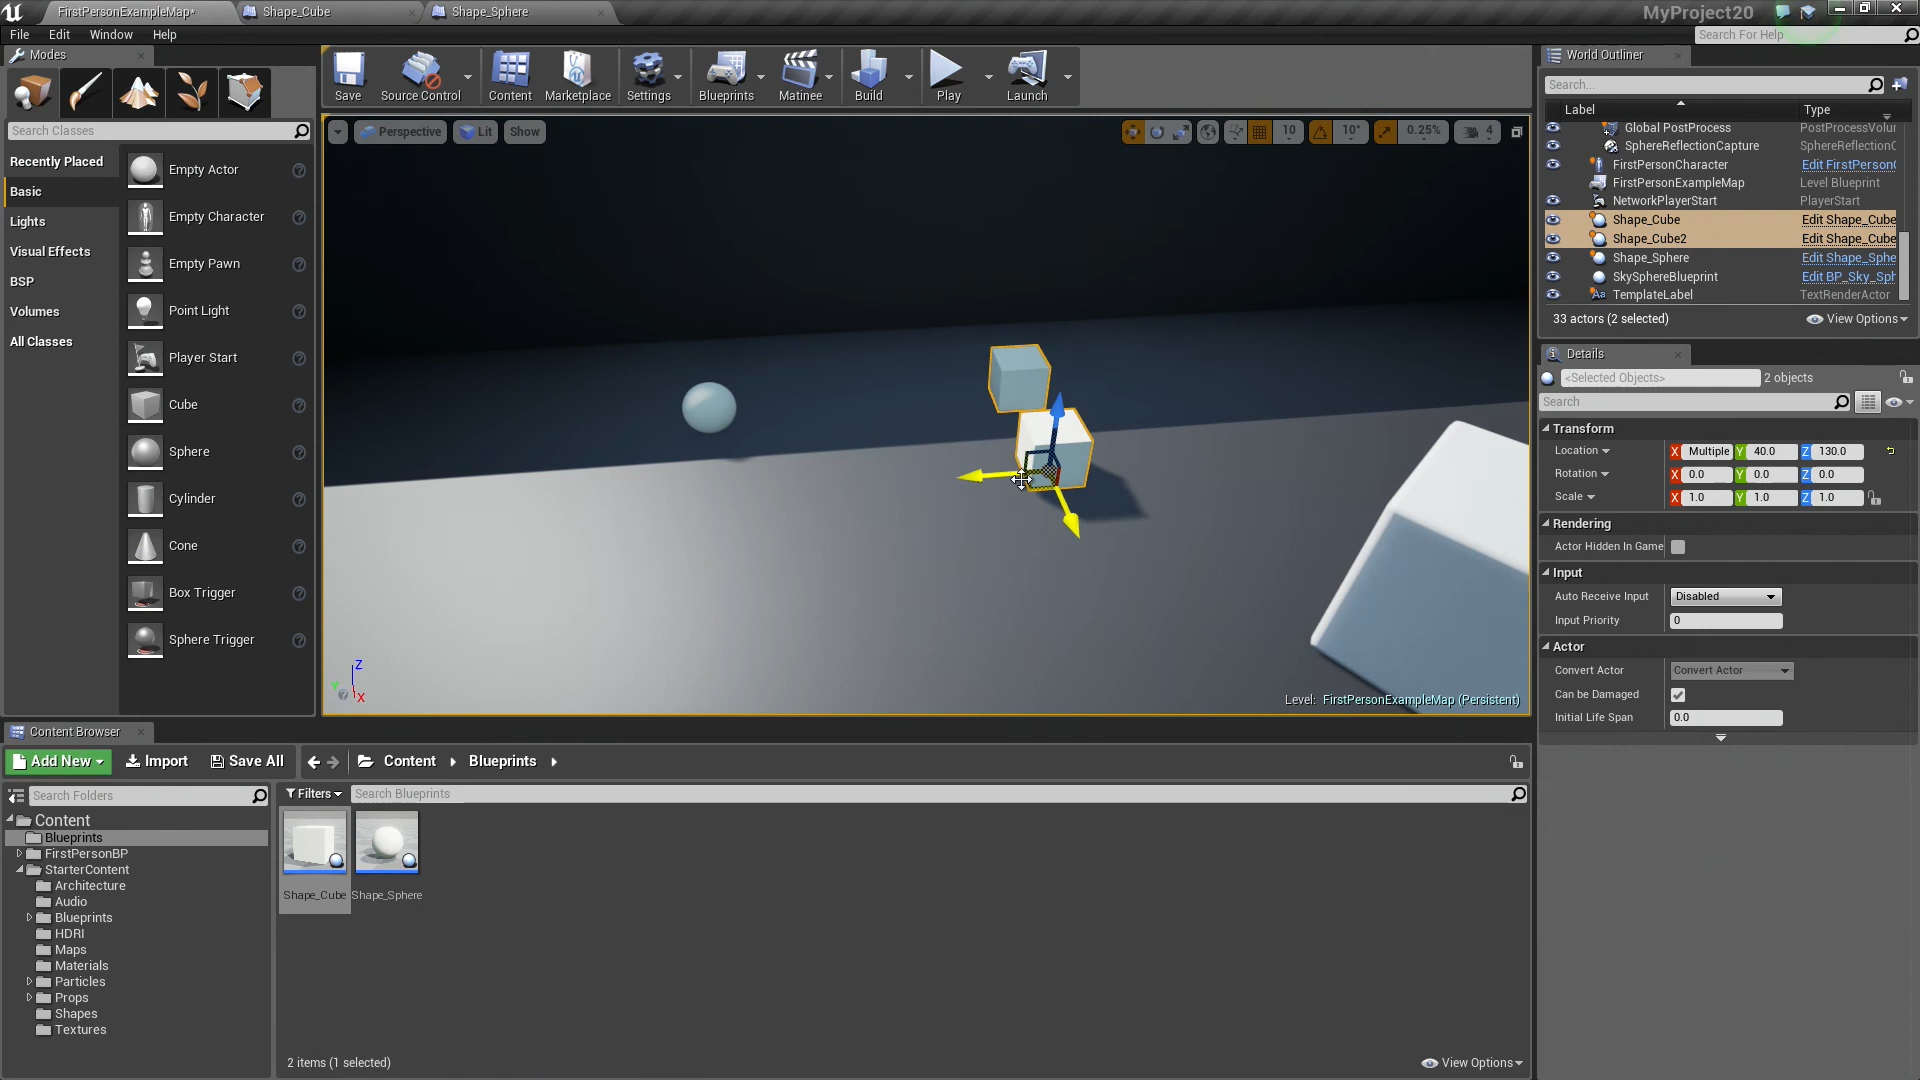 FirstPersonExampleMap*
Shape_Cube
Shape_Sphere
MyProject20
File Edit Window Help
Search For Help
Modes
Search Classes
Recently Placed
Basic
Lights
Visual Effects
BSP
Volumes
All Classes
Empty Actor
Empty Character
Empty Pawn
Point Light
Player Start
Cube
Sphere
Cylinder
Cone
Box Trigger
Sphere Trigger
Save Source Control Content Marketplace Settings Blueprints Matinee Build Play Launch
Perspective Lit Show
10 10° 0.25% 4
Z
X
Level: FirstPersonExampleMap (Persistent)
World Outliner
Search...
Label Type
Global PostProcess PostProcessVolur
SphereReflectionCapture SphereReflectionC
FirstPersonCharacter Edit FirstPerson(
FirstPersonExampleMap Level Blueprint
NetworkPlayerStart PlayerStart
Shape_Cube Edit Shape_Cube
Shape_Cube2 Edit Shape_Cube
Shape_Sphere Edit Shape_Sphe
SkySphereBlueprint Edit BP_Sky_Sph
TemplateLabel TextRenderActor
33 actors (2 selected) View Options
Details
<Selected Objects> 2 objects
Search
Transform
Location X Multiple Y 40.0 Z 130.0
Rotation X 0.0 Y 0.0 Z 0.0
Scale X 1.0 Y 1.0 Z 1.0
Rendering
Actor Hidden In Game
Input
Auto Receive Input Disabled
Input Priority 0
Actor
Convert Actor Convert Actor
Can be Damaged
Initial Life Span 0.0
Content Browser
Add New Import Save All Content Blueprints
Search Folders
Filters Search Blueprints
Content
Blueprints
FirstPersonBP
StarterContent
Architecture
Audio
Blueprints
HDRI
Maps
Materials
Particles
Props
Shapes
Textures
Shape_Cube Shape_Sphere
2 items (1 selected) View Options